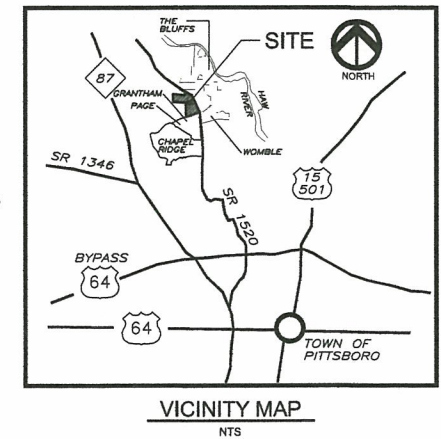 THE
BLUFFS
SITE
NORTH
87
GRANTHAM
PAGE
HAW
RIVER
CHAPEL
RIDGE
WOMBLE
SR 1346
15
501
SR 1520
BYPASS
64
64
TOWN OF
PITTSBORO
VICINITY MAP
NTS